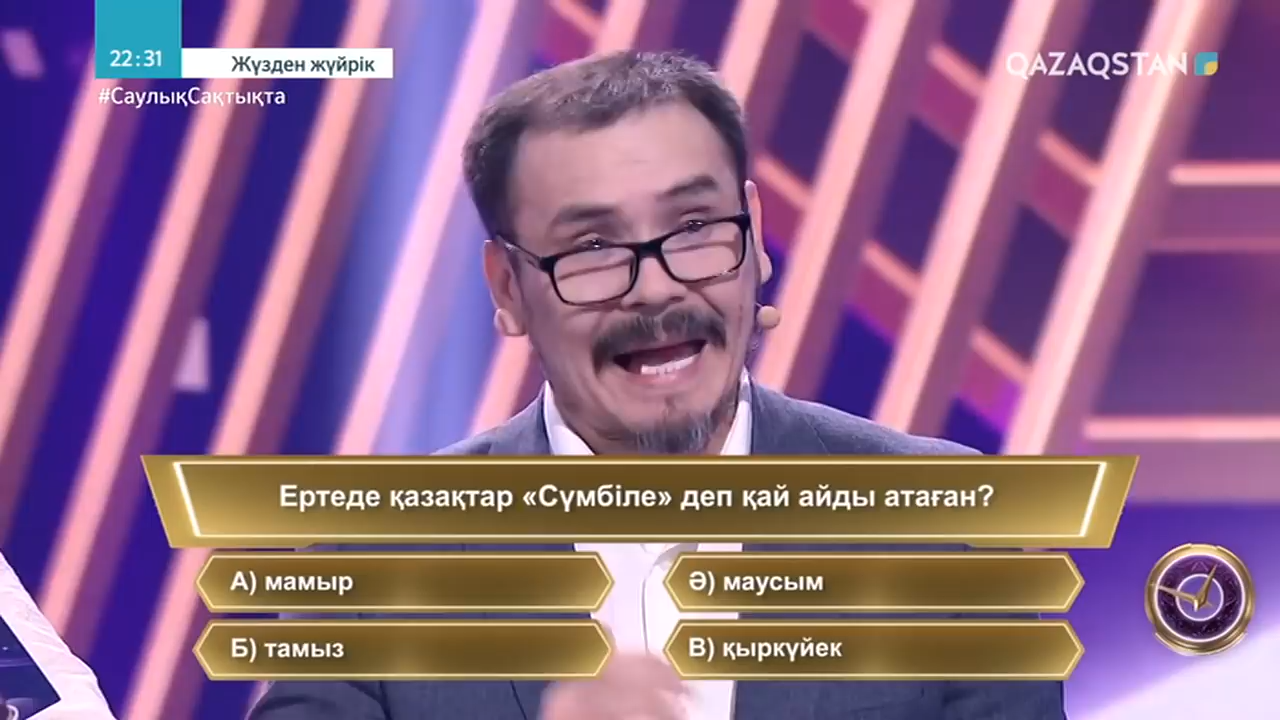 22:31
Жүзден жүйрік
#СаулықСақтықта
QAZAQSTAN
Ертеде қазақтар «Сүмбіле» деп қай айды атаған?
А) мамыр
Ә) маусым
Б) тамыз
В) қыркүйек